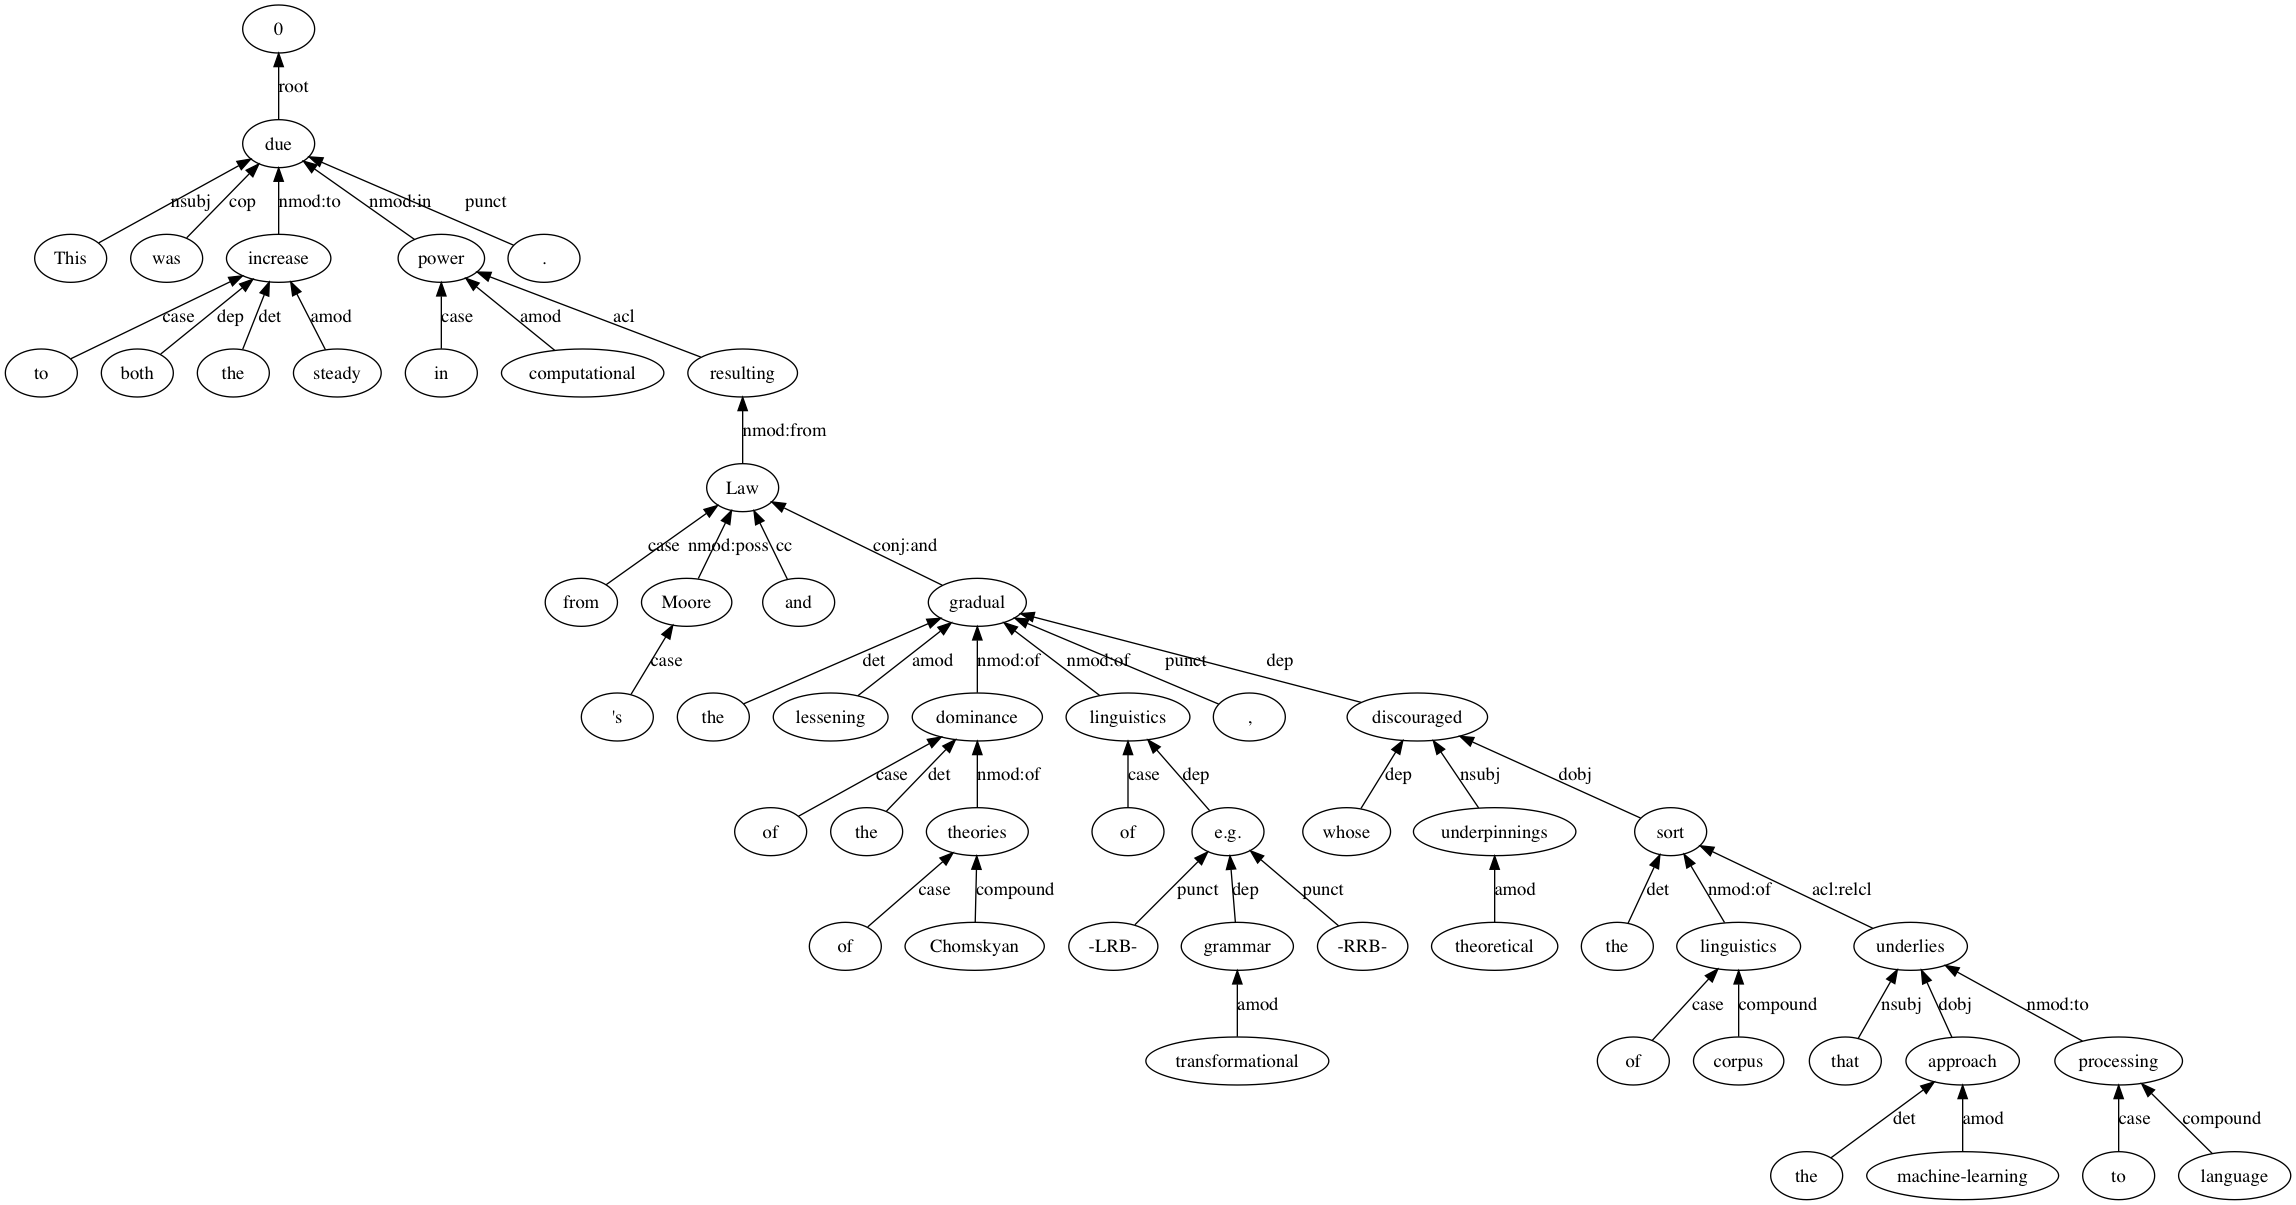 0
root
due
nsubj cop nmod:to nmod:in punct
This was increase power .
case dep det amod case amod acl
to both the steady in computational resulting
nmod:from
Law
case nmod:poss cc conj:and
from Moore and gradual
case det amod nmod:of nmod:of punct dep
's the lessening dominance linguistics , discouraged
case det nmod:of case dep dep nsubj dobj
of the theories of e.g. whose underpinnings sort
case compound punct dep punct amod det nmod:of acl:relcl
of Chomskyan -LRB- grammar -RRB- theoretical the linguistics underlies
amod case compound nsubj dobj nmod:to
transformational of corpus that approach processing
det amod case compound
the machine-learning to language